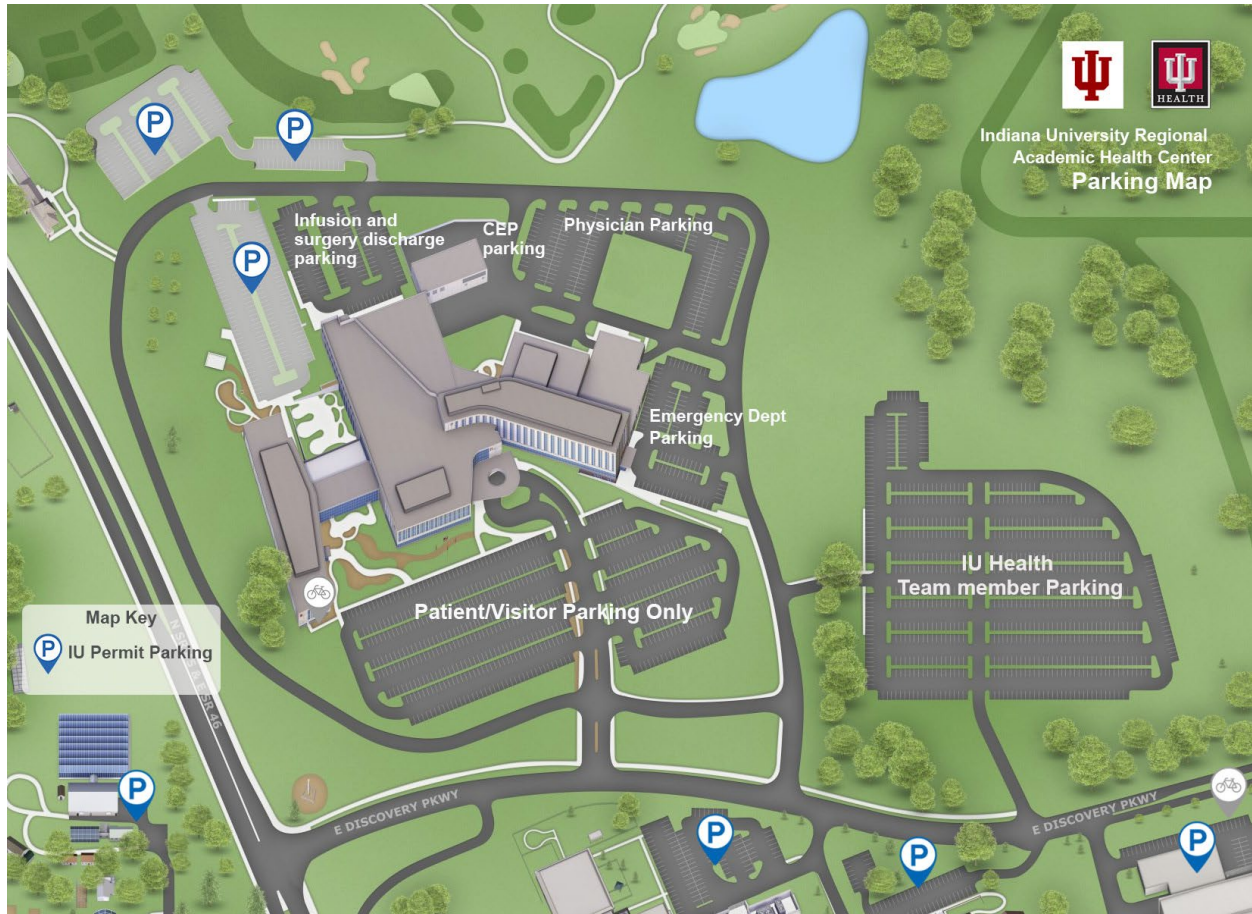 HEALTH
Indiana University Regional
Academic Health Center
Parking Map
P
P
P
Infusion and
surgery discharge
parking
CEP
parking
Physician Parking
Emergency Dept
Parking
IU Health
Team member Parking
Patient/Visitor Parking Only
Map Key
P IU Permit Parking
E SR 46
E DISCOVERY PKWY
E DISCOVERY PKWY
P
P
P
P